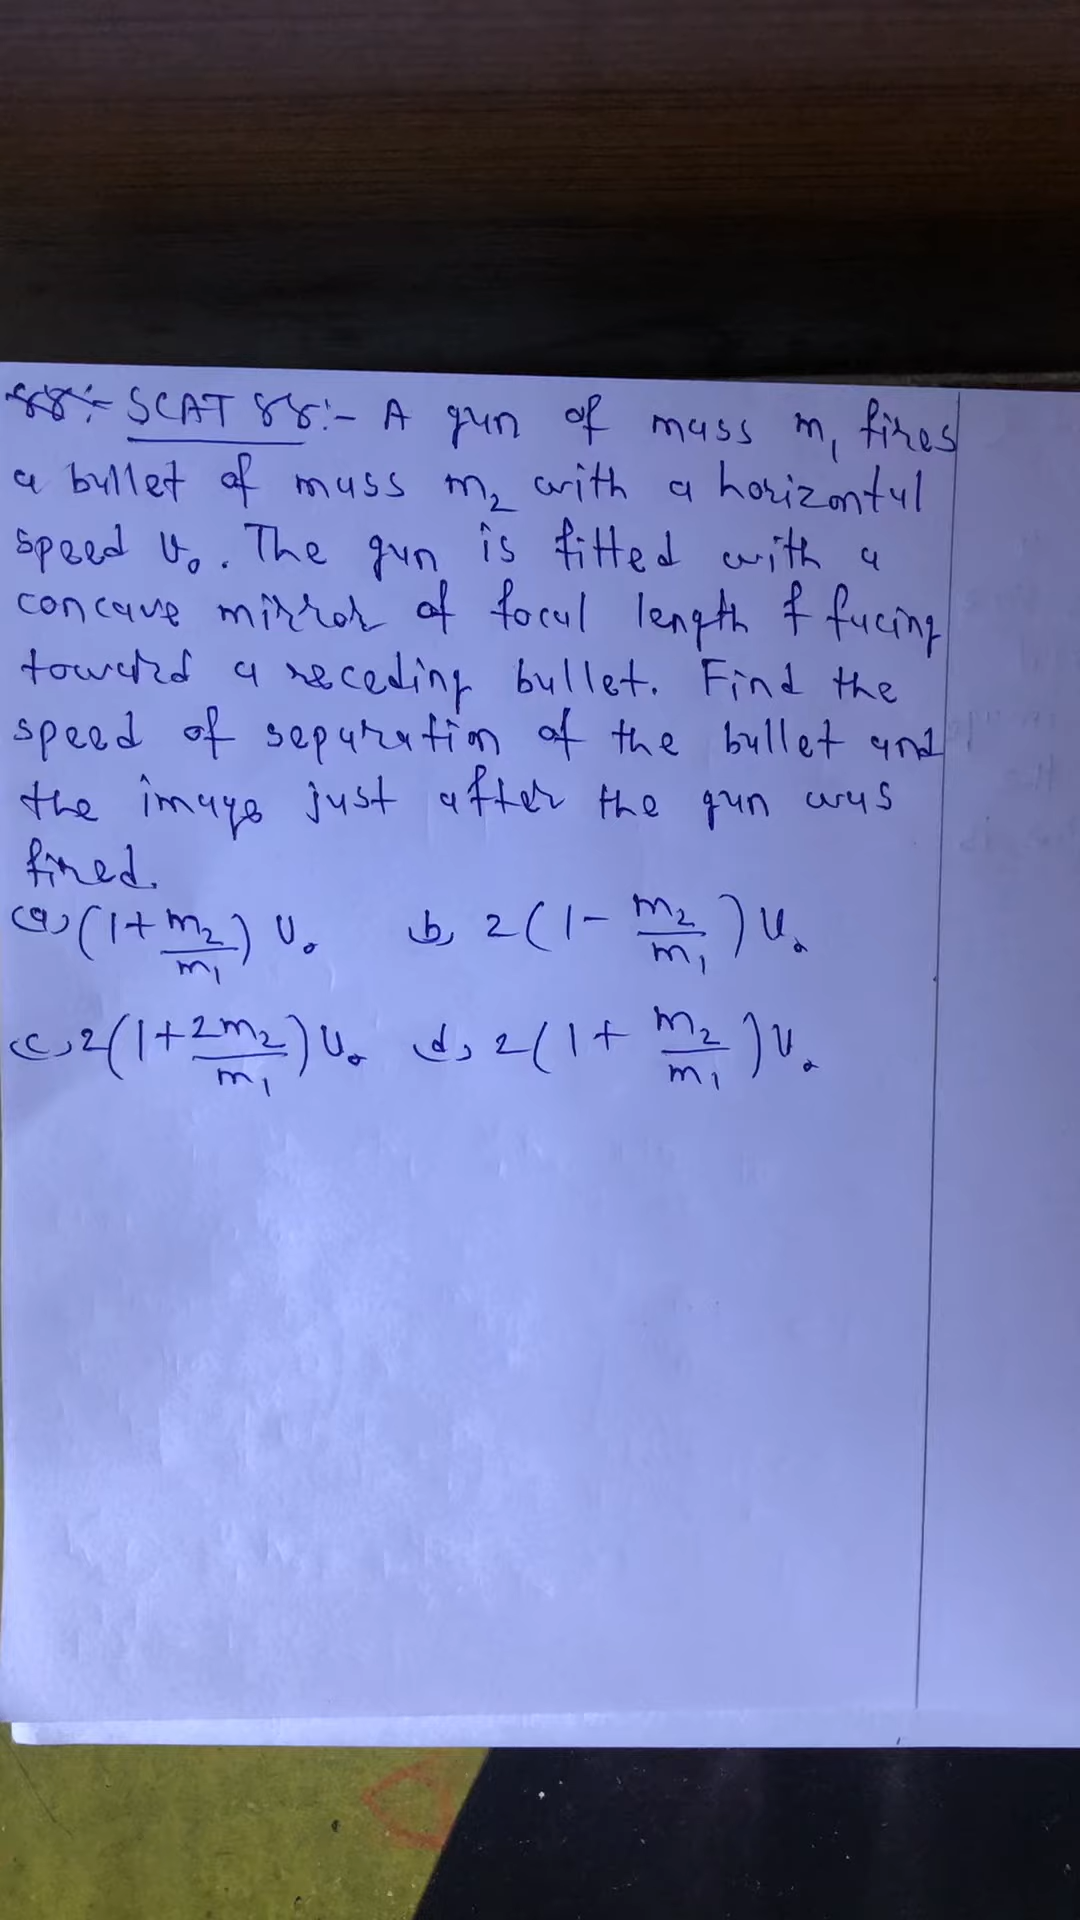 SCAT 88:- A gun of mass m₁ fires
a bullet of mass m₂ with a horizontal
speed v₀. The gun is fitted with a
concave mirror of focal length f facing
toward a receding bullet. Find the
speed of separation of the bullet and
the image just after the gun was
fired.
(a) (1+m₂/m₁) v₀ (b) 2(1-m₂/m₁) v₀
(c) 2(1+2m₂/m₁) v₀ (d) 2(1+m₂/m₁) v₀